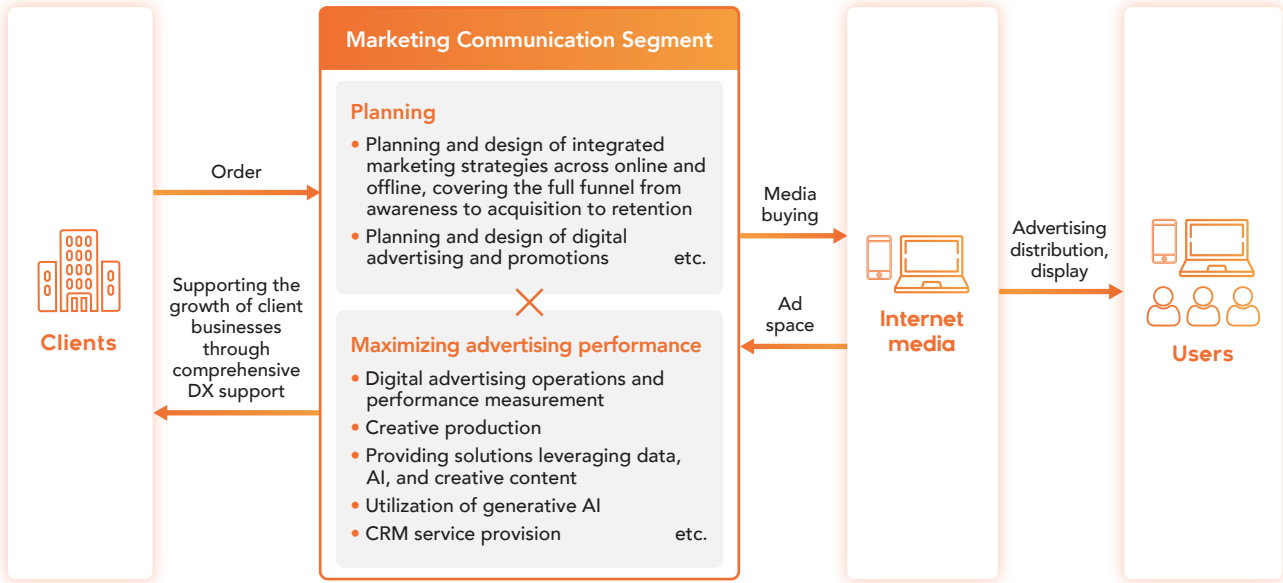 Marketing Communication Segment
Clients
Order
Supporting the
growth of client
businesses
through
comprehensive
DX support
Planning
• Planning and design of integrated
marketing strategies across online and
offline, covering the full funnel from
awareness to acquisition to retention
• Planning and design of digital
advertising and promotions etc.
×
Maximizing advertising performance
• Digital advertising operations and
performance measurement
• Creative production
• Providing solutions leveraging data,
AI, and creative content
• Utilization of generative AI
• CRM service provision etc.
Media
buying
Ad
space
Internet
media
Advertising
distribution,
display
Users